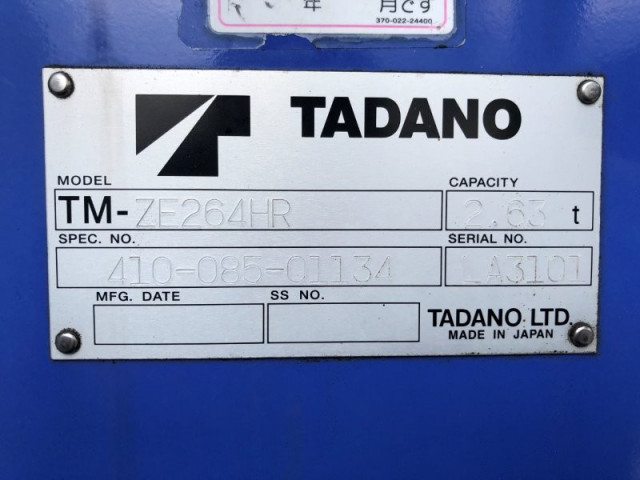 年 月です
370-022-24400
TADANO
MODEL
CAPACITY
TM-ZE264HR
2.63 t
SPEC. NO.
SERIAL NO.
410-085-01134
LA3101
MFG. DATE
SS NO.
TADANO LTD.
MADE IN JAPAN